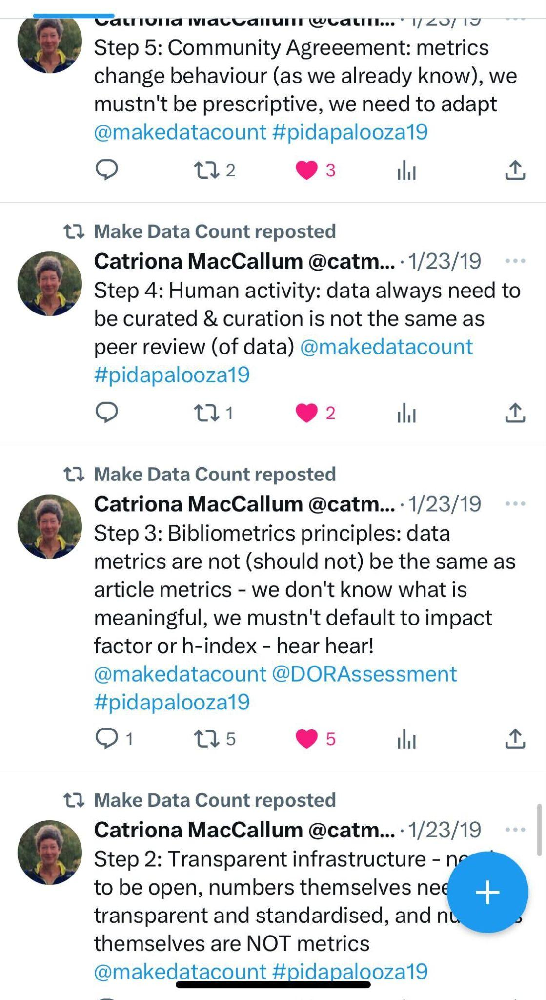 Catriona MacCallum @catm... · 1/23/19
Step 5: Community Agreeement: metrics
change behaviour (as we already know), we
mustn't be prescriptive, we need to adapt
@makedatacount #pidapalooza19
2 3
Make Data Count reposted
Catriona MacCallum @catm... · 1/23/19
Step 4: Human activity: data always need to
be curated & curation is not the same as
peer review (of data) @makedatacount
#pidapalooza19
1 2
Make Data Count reposted
Catriona MacCallum @catm... · 1/23/19
Step 3: Bibliometrics principles: data
metrics are not (should not) be the same as
article metrics - we don't know what is
meaningful, we mustn't default to impact
factor or h-index - hear hear!
@makedatacount @DORAssessment
#pidapalooza19
1 5 5
Make Data Count reposted
Catriona MacCallum @catm... · 1/23/19
Step 2: Transparent infrastructure -
to be open, numbers themselves
transparent and standardised, and
themselves are NOT metrics
@makedatacount #pidapalooza19